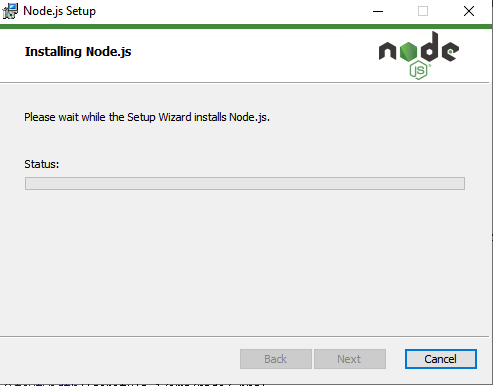 Node.js Setup
Installing Node.js
node
JS
Please wait while the Setup Wizard installs Node.js.
Status:
Back
Next
Cancel